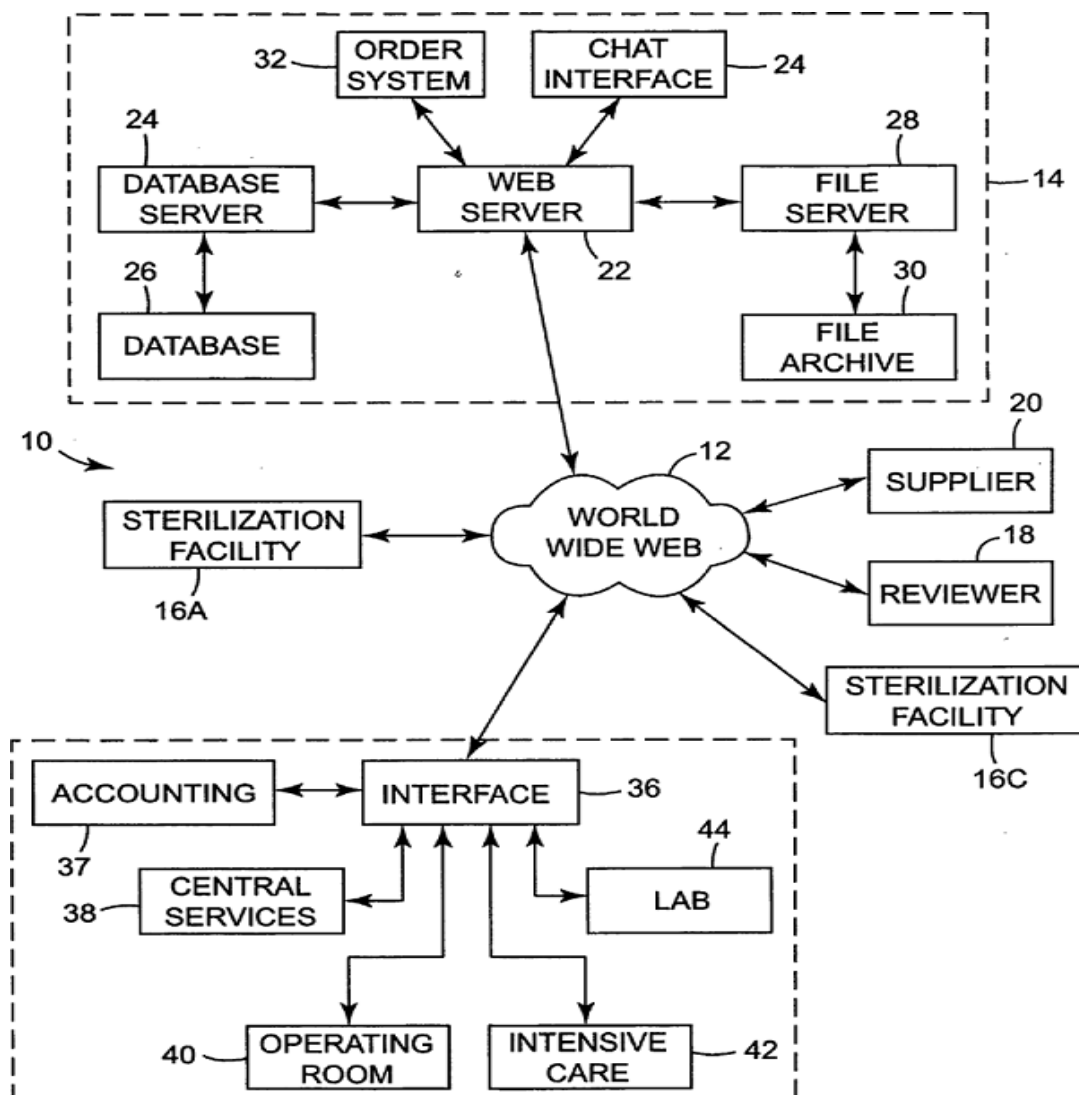 32
ORDER
SYSTEM
CHAT
INTERFACE
24
24
DATABASE
SERVER
WEB
SERVER
22
28
FILE
SERVER
14
26
DATABASE
30
FILE
ARCHIVE
10
12
WORLD
WIDE WEB
20
SUPPLIER
18
REVIEWER
STERILIZATION
FACILITY
16A
STERILIZATION
FACILITY
16C
ACCOUNTING
37
INTERFACE
36
38
CENTRAL
SERVICES
44
LAB
40
OPERATING
ROOM
INTENSIVE
CARE
42